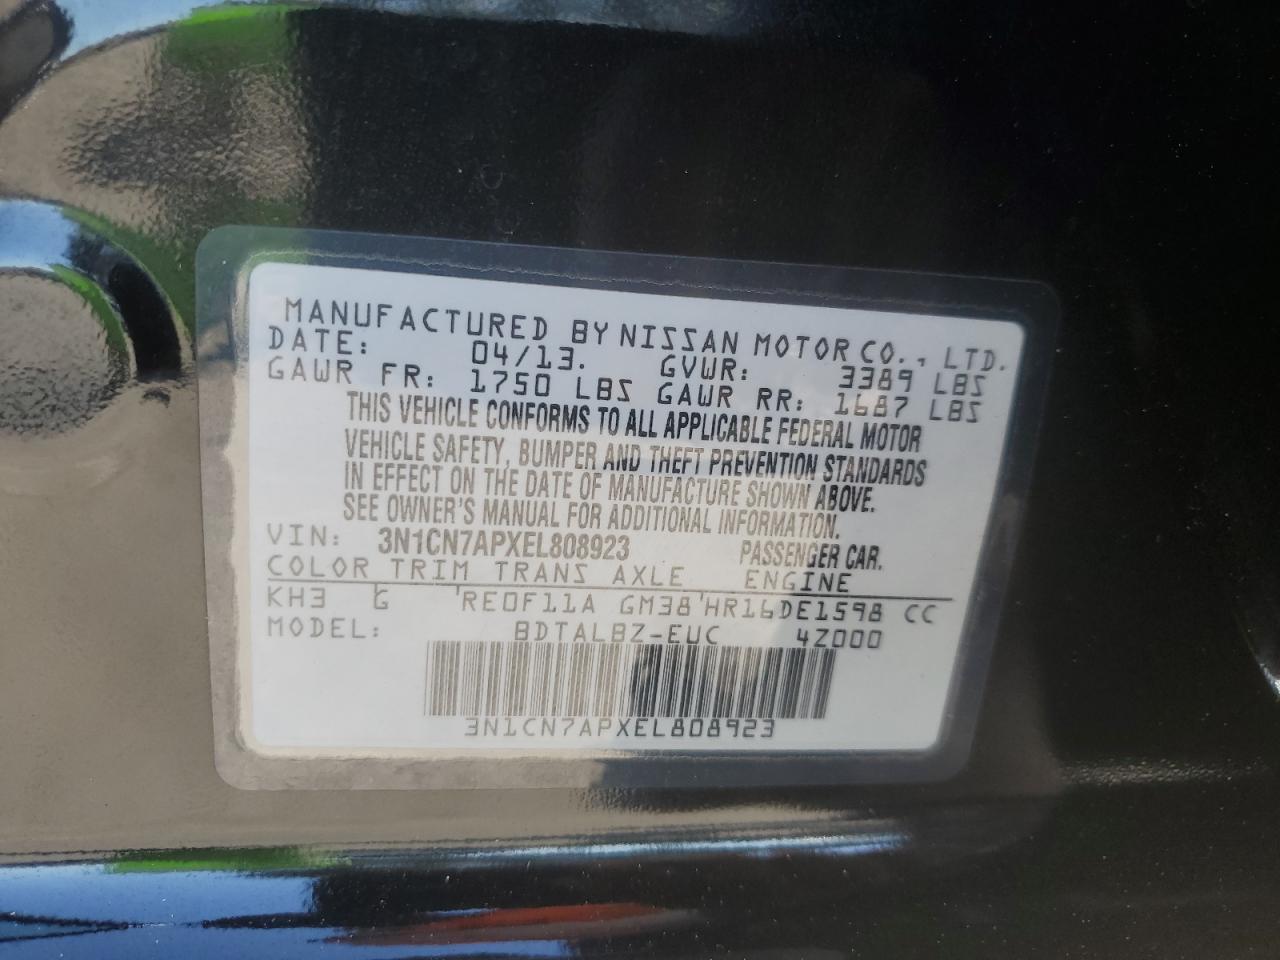 MANUFACTURED BY NISSAN MOTOR CO., LTD.
DATE: 04/13. GVWR: 3389 LBS
GAWR FR: 1750 LBS GAWR RR: 1687 LBS
THIS VEHICLE CONFORMS TO ALL APPLICABLE FEDERAL MOTOR
VEHICLE SAFETY, BUMPER AND THEFT PREVENTION STANDARDS
IN EFFECT ON THE DATE OF MANUFACTURE SHOWN ABOVE.
SEE OWNER'S MANUAL FOR ADDITIONAL INFORMATION.
VIN: 3N1CN7APXEL808923 PASSENGER CAR.
COLOR TRIM TRANS AXLE ENGINE
KH3 G RE0F11A GM38 HR16DE1598 CC
MODEL: BDTALBZ-EUC 4Z000
3N1CN7APXEL808923